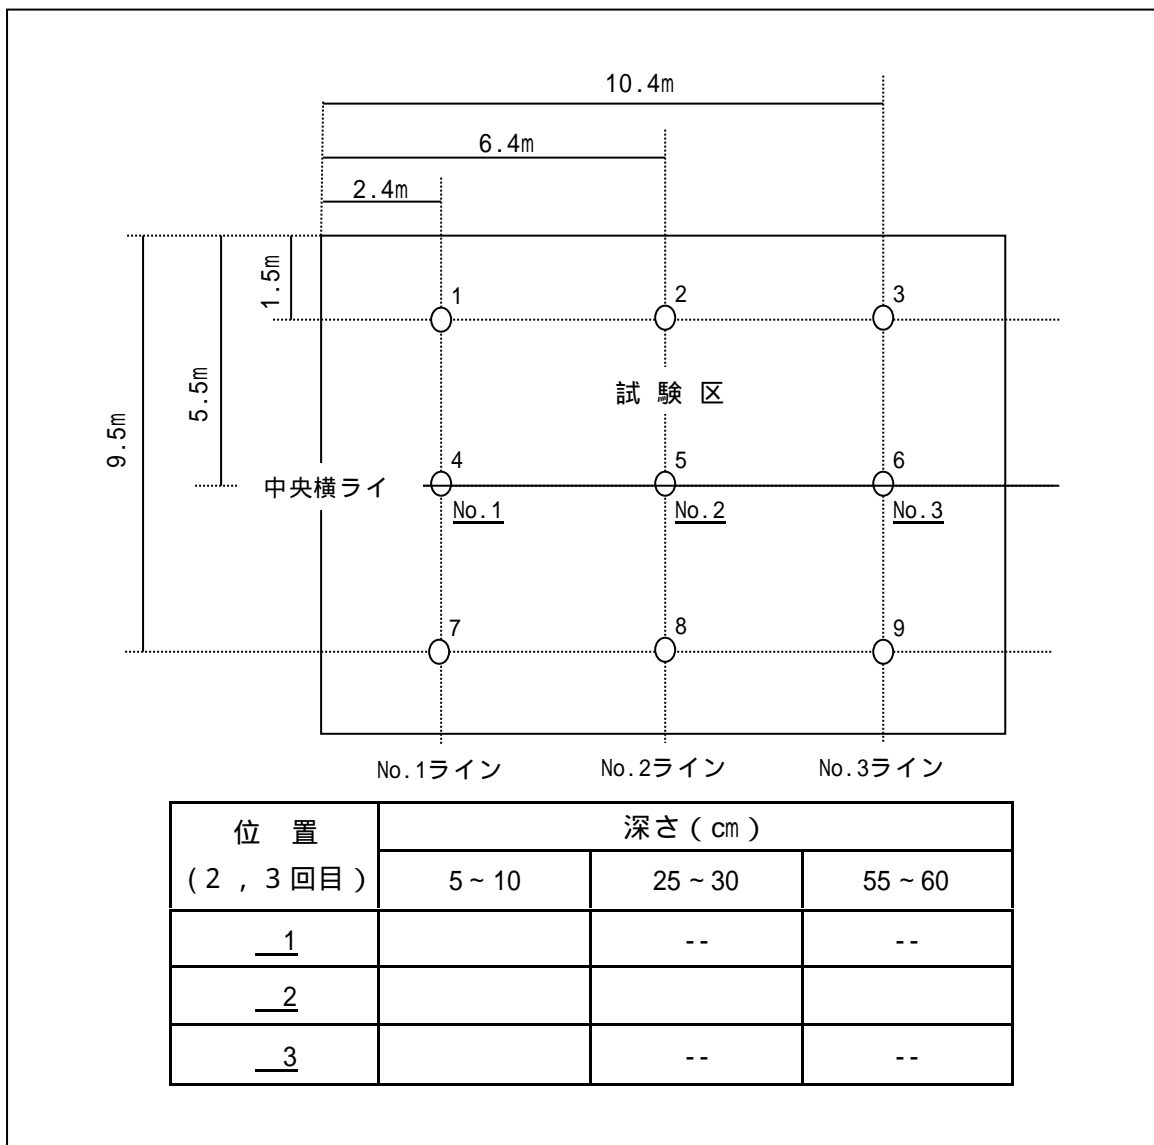 10.4m
6.4m
2.4m
1.5m
5.5m
9.5m
1 2 3
試 験 区
4 5 6
中央横ライ
No.1 No.2 No.3
7 8 9
No.1ライン No.2ライン No.3ライン
位 置 深さ(㎝)
(2 , 3回目) 5~10 25~30 55~60
1 -- --
2
3 -- --